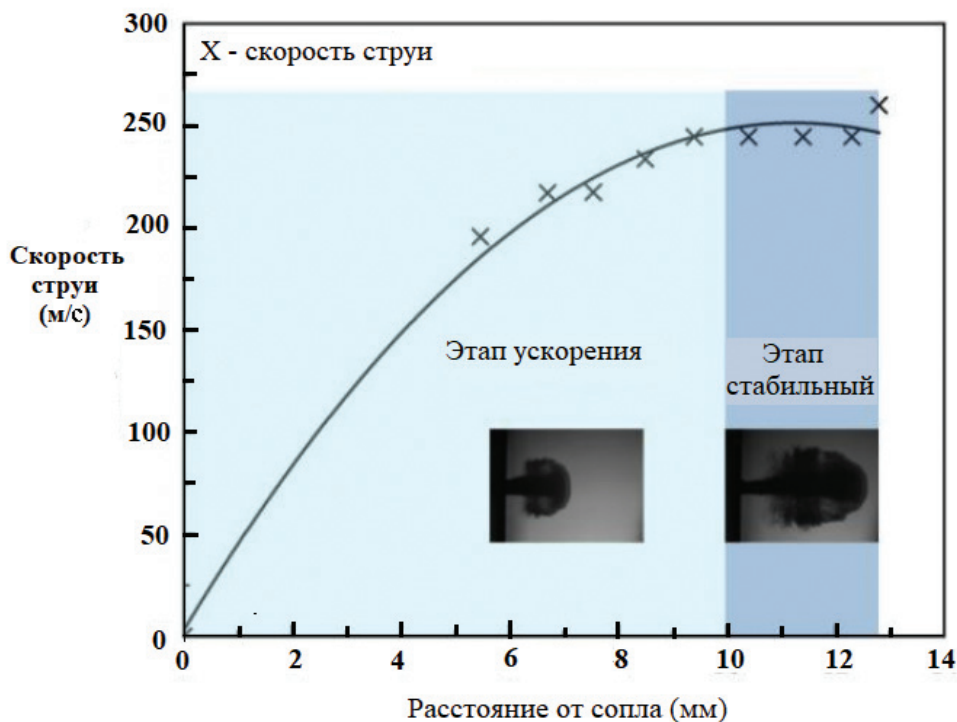 300
X - скорость струи
250
200
Скорость
струи
(м/с)
150
Этап ускорения
Этап
стабильный
100
50
0
0 2 4 6 8 10 12 14
Расстояние от сопла (мм)